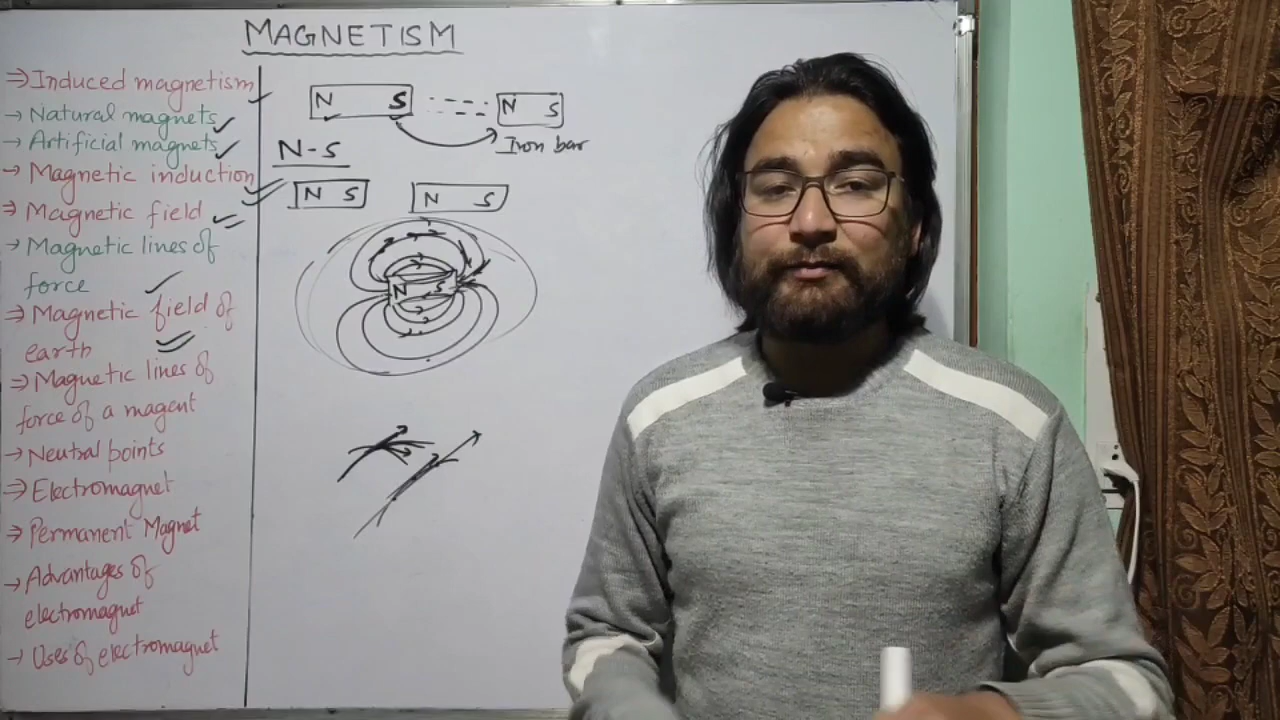 MAGNETISM
⇒ Induced magnetism
→ Natural magnets
→ Artificial magnets
→ Magnetic induction
⇒ Magnetic field
→ Magnetic lines of
force
⇒ Magnetic field of
earth
⇒ Magnetic lines of
force of a magent
→ Neutral points
⇒ Electromagnet
→ Permanent Magnet
→ Advantages of
electromagnet
→ Uses of electromagnet
N S N S
Iron bar
N-S
N S N S
N S